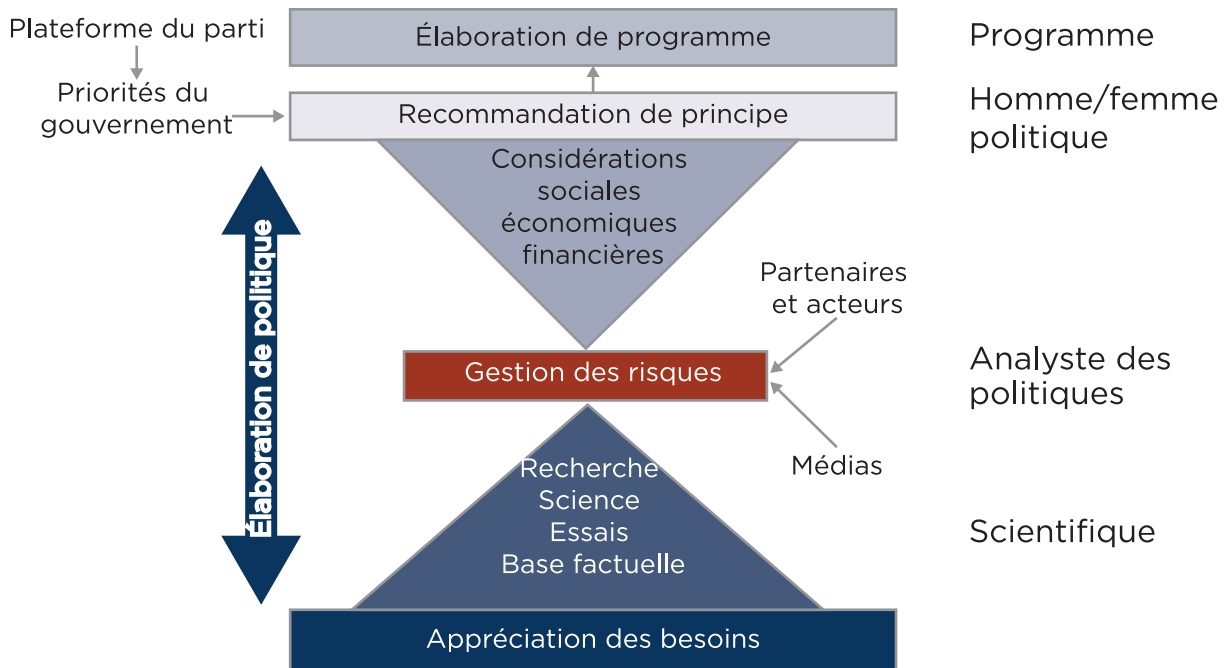 Plateforme du parti
Élaboration de programme
Programme
Priorités du
gouvernement
Recommandation de principe
Homme/femme
politique
Considérations
sociales
économiques
financières
Élaboration de politique
Partenaires
et acteurs
Gestion des risques
Analyste des
politiques
Médias
Recherche
Science
Essais
Base factuelle
Scientifique
Appréciation des besoins